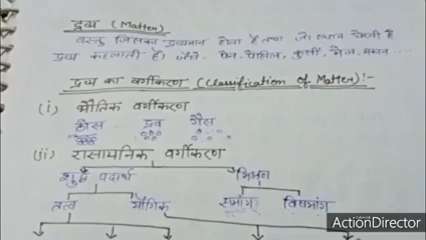 द्रव्य (Matter)
वस्तु जिसका द्रव्यमान होता है तथा जो स्थान घेरती है
द्रव्य कहलाती है। जैसे- पेन, पेन्सिल, कुर्सी, मेज, मकान ...
द्रव्य का वर्गीकरण (Classification of Matter):-
(i) भौतिक वर्गीकरण
ठोस द्रव गैस
(ii) रासायनिक वर्गीकरण
शुद्ध पदार्थ मिश्रण
तत्व यौगिक समांग विषमांग
ActionDirector